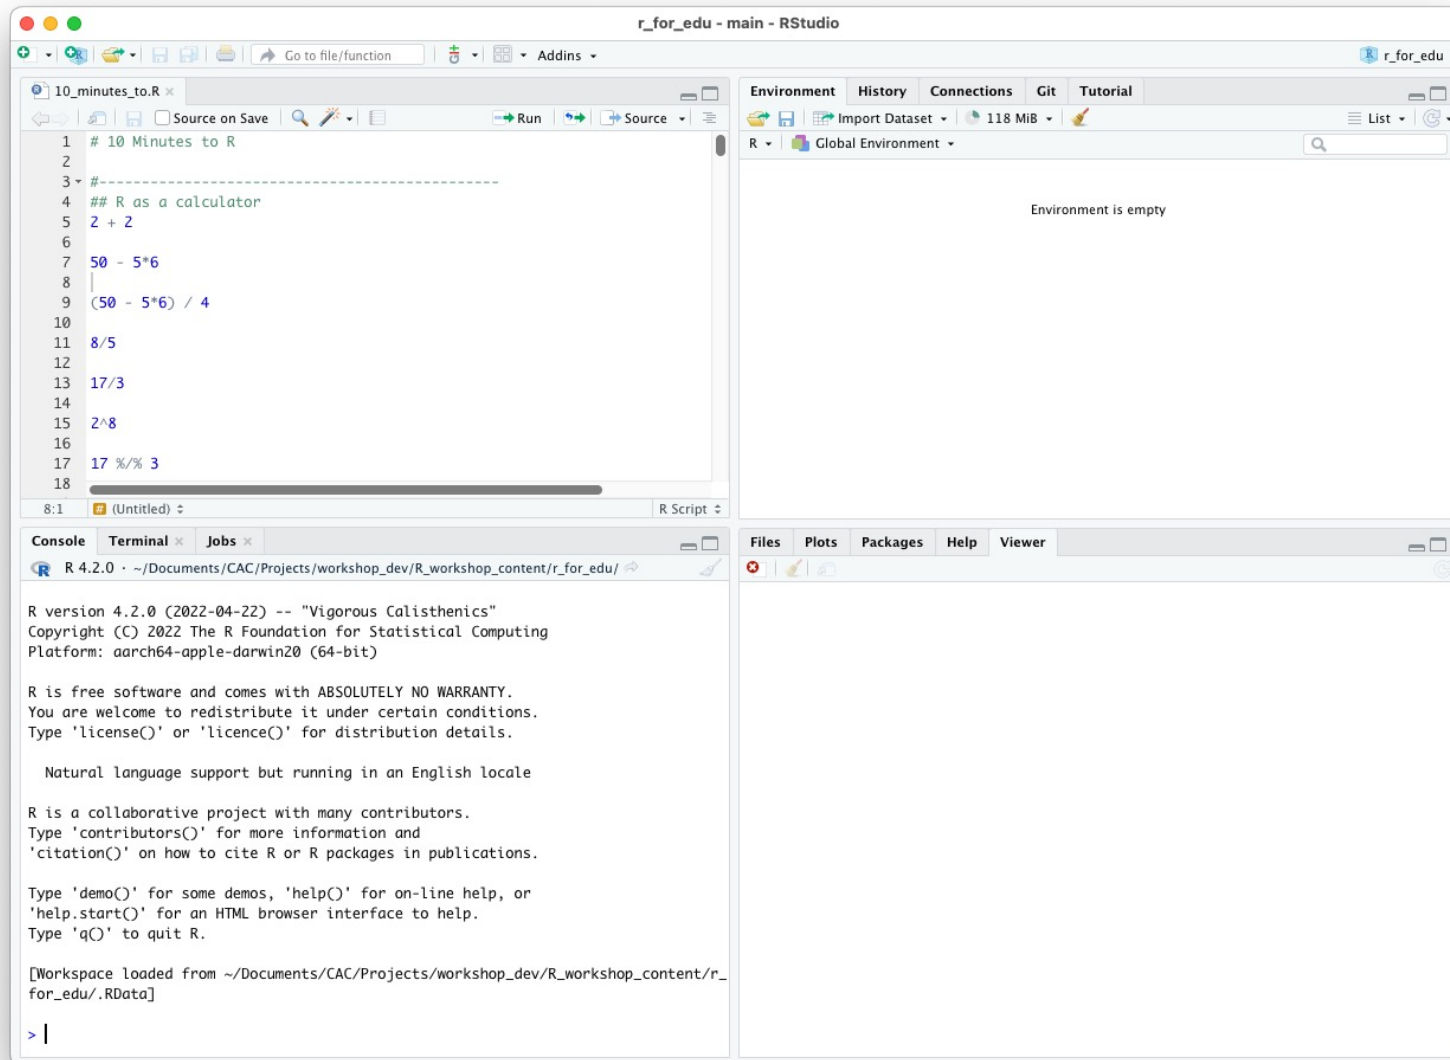 r_for_edu - main - RStudio
Go to file/function
Addins
r_for_edu
10_minutes_to.R
Source on Save
Run
Source
1 # 10 Minutes to R
2
3 #-----------------------------------------------
4 ## R as a calculator
5 2 + 2
6
7 50 - 5*6
8
9 (50 - 5*6) / 4
10
11 8/5
12
13 17/3
14
15 2^8
16
17 17 %/% 3
18
8:1 # (Untitled) R Script
Environment History Connections Git Tutorial
Import Dataset 118 MiB List
R Global Environment
Environment is empty
Console Terminal Jobs
R 4.2.0 · ~/Documents/CAC/Projects/workshop_dev/R_workshop_content/r_for_edu/
R version 4.2.0 (2022-04-22) -- "Vigorous Calisthenics"
Copyright (C) 2022 The R Foundation for Statistical Computing
Platform: aarch64-apple-darwin20 (64-bit)
R is free software and comes with ABSOLUTELY NO WARRANTY.
You are welcome to redistribute it under certain conditions.
Type 'license()' or 'licence()' for distribution details.
Natural language support but running in an English locale
R is a collaborative project with many contributors.
Type 'contributors()' for more information and
'citation()' on how to cite R or R packages in publications.
Type 'demo()' for some demos, 'help()' for on-line help, or
'help.start()' for an HTML browser interface to help.
Type 'q()' to quit R.
[Workspace loaded from ~/Documents/CAC/Projects/workshop_dev/R_workshop_content/r_
for_edu/.RData]
>
Files Plots Packages Help Viewer